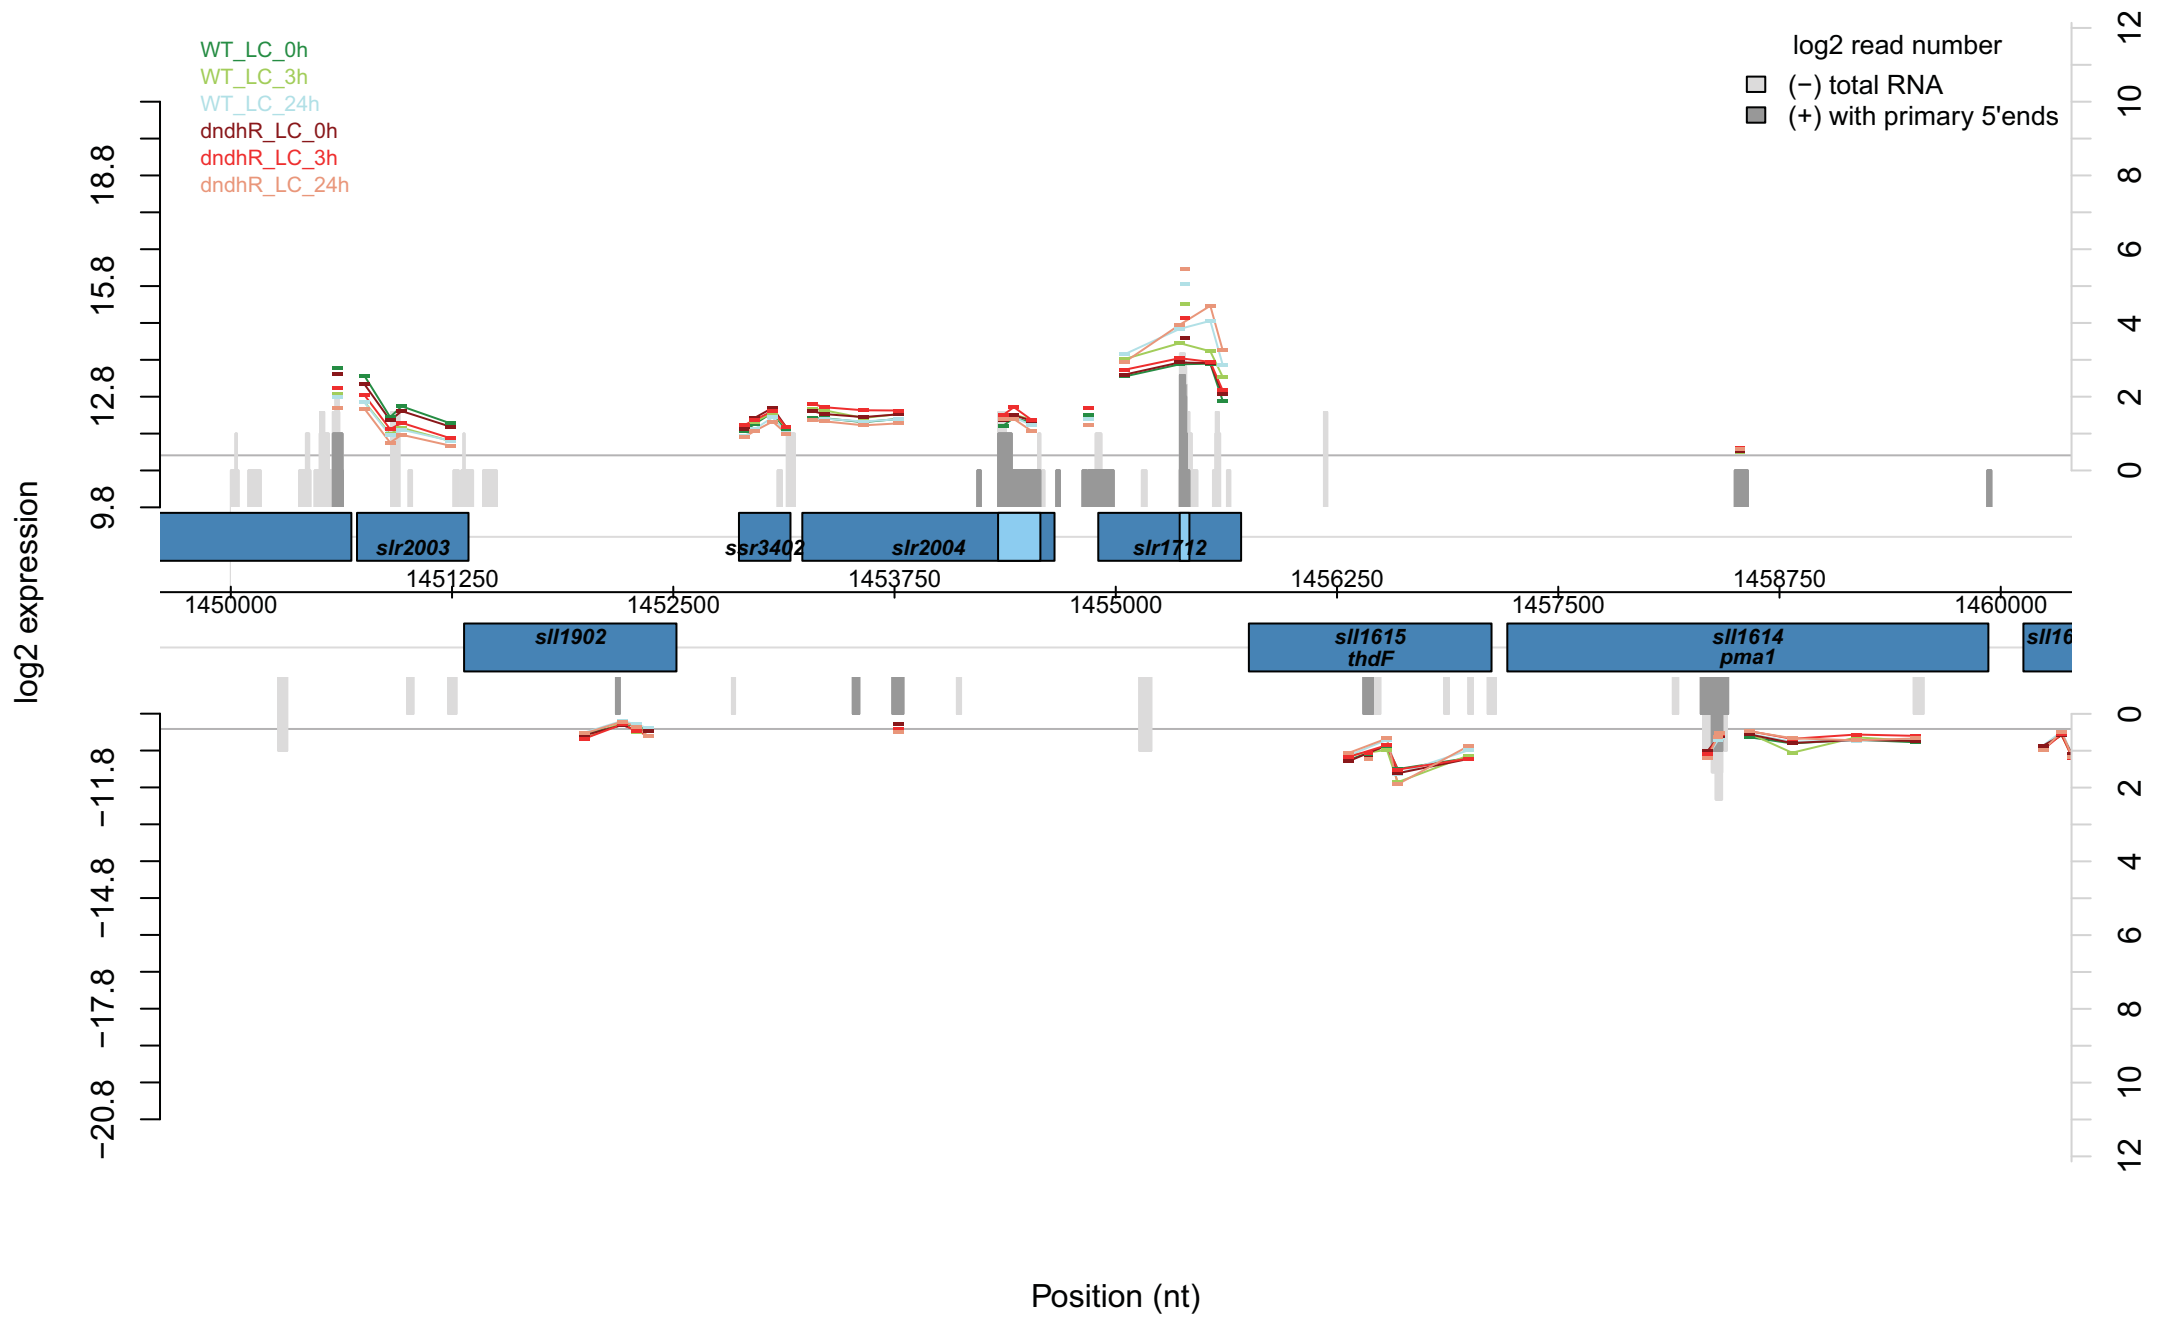 WT_LC_0h
WT_LC_3h
WT_LC_24h
dndhR_LC_0h
dndhR_LC_3h
dndhR_LC_24h
log2 read number
(−) total RNA
(+) with primary 5'ends
18.8
15.8
12.8
9.8
12
10
8
6
4
2
0
log2 expression
slr2003
ssr3402
slr2004
slr1712
1451250
1453750
1456250
1458750
1450000
1452500
1455000
1457500
1460000
sll1902
sll1615
thdF
sll1614
pma1
sll16
−11.8
−14.8
−17.8
−20.8
0
2
4
6
8
10
12
Position (nt)